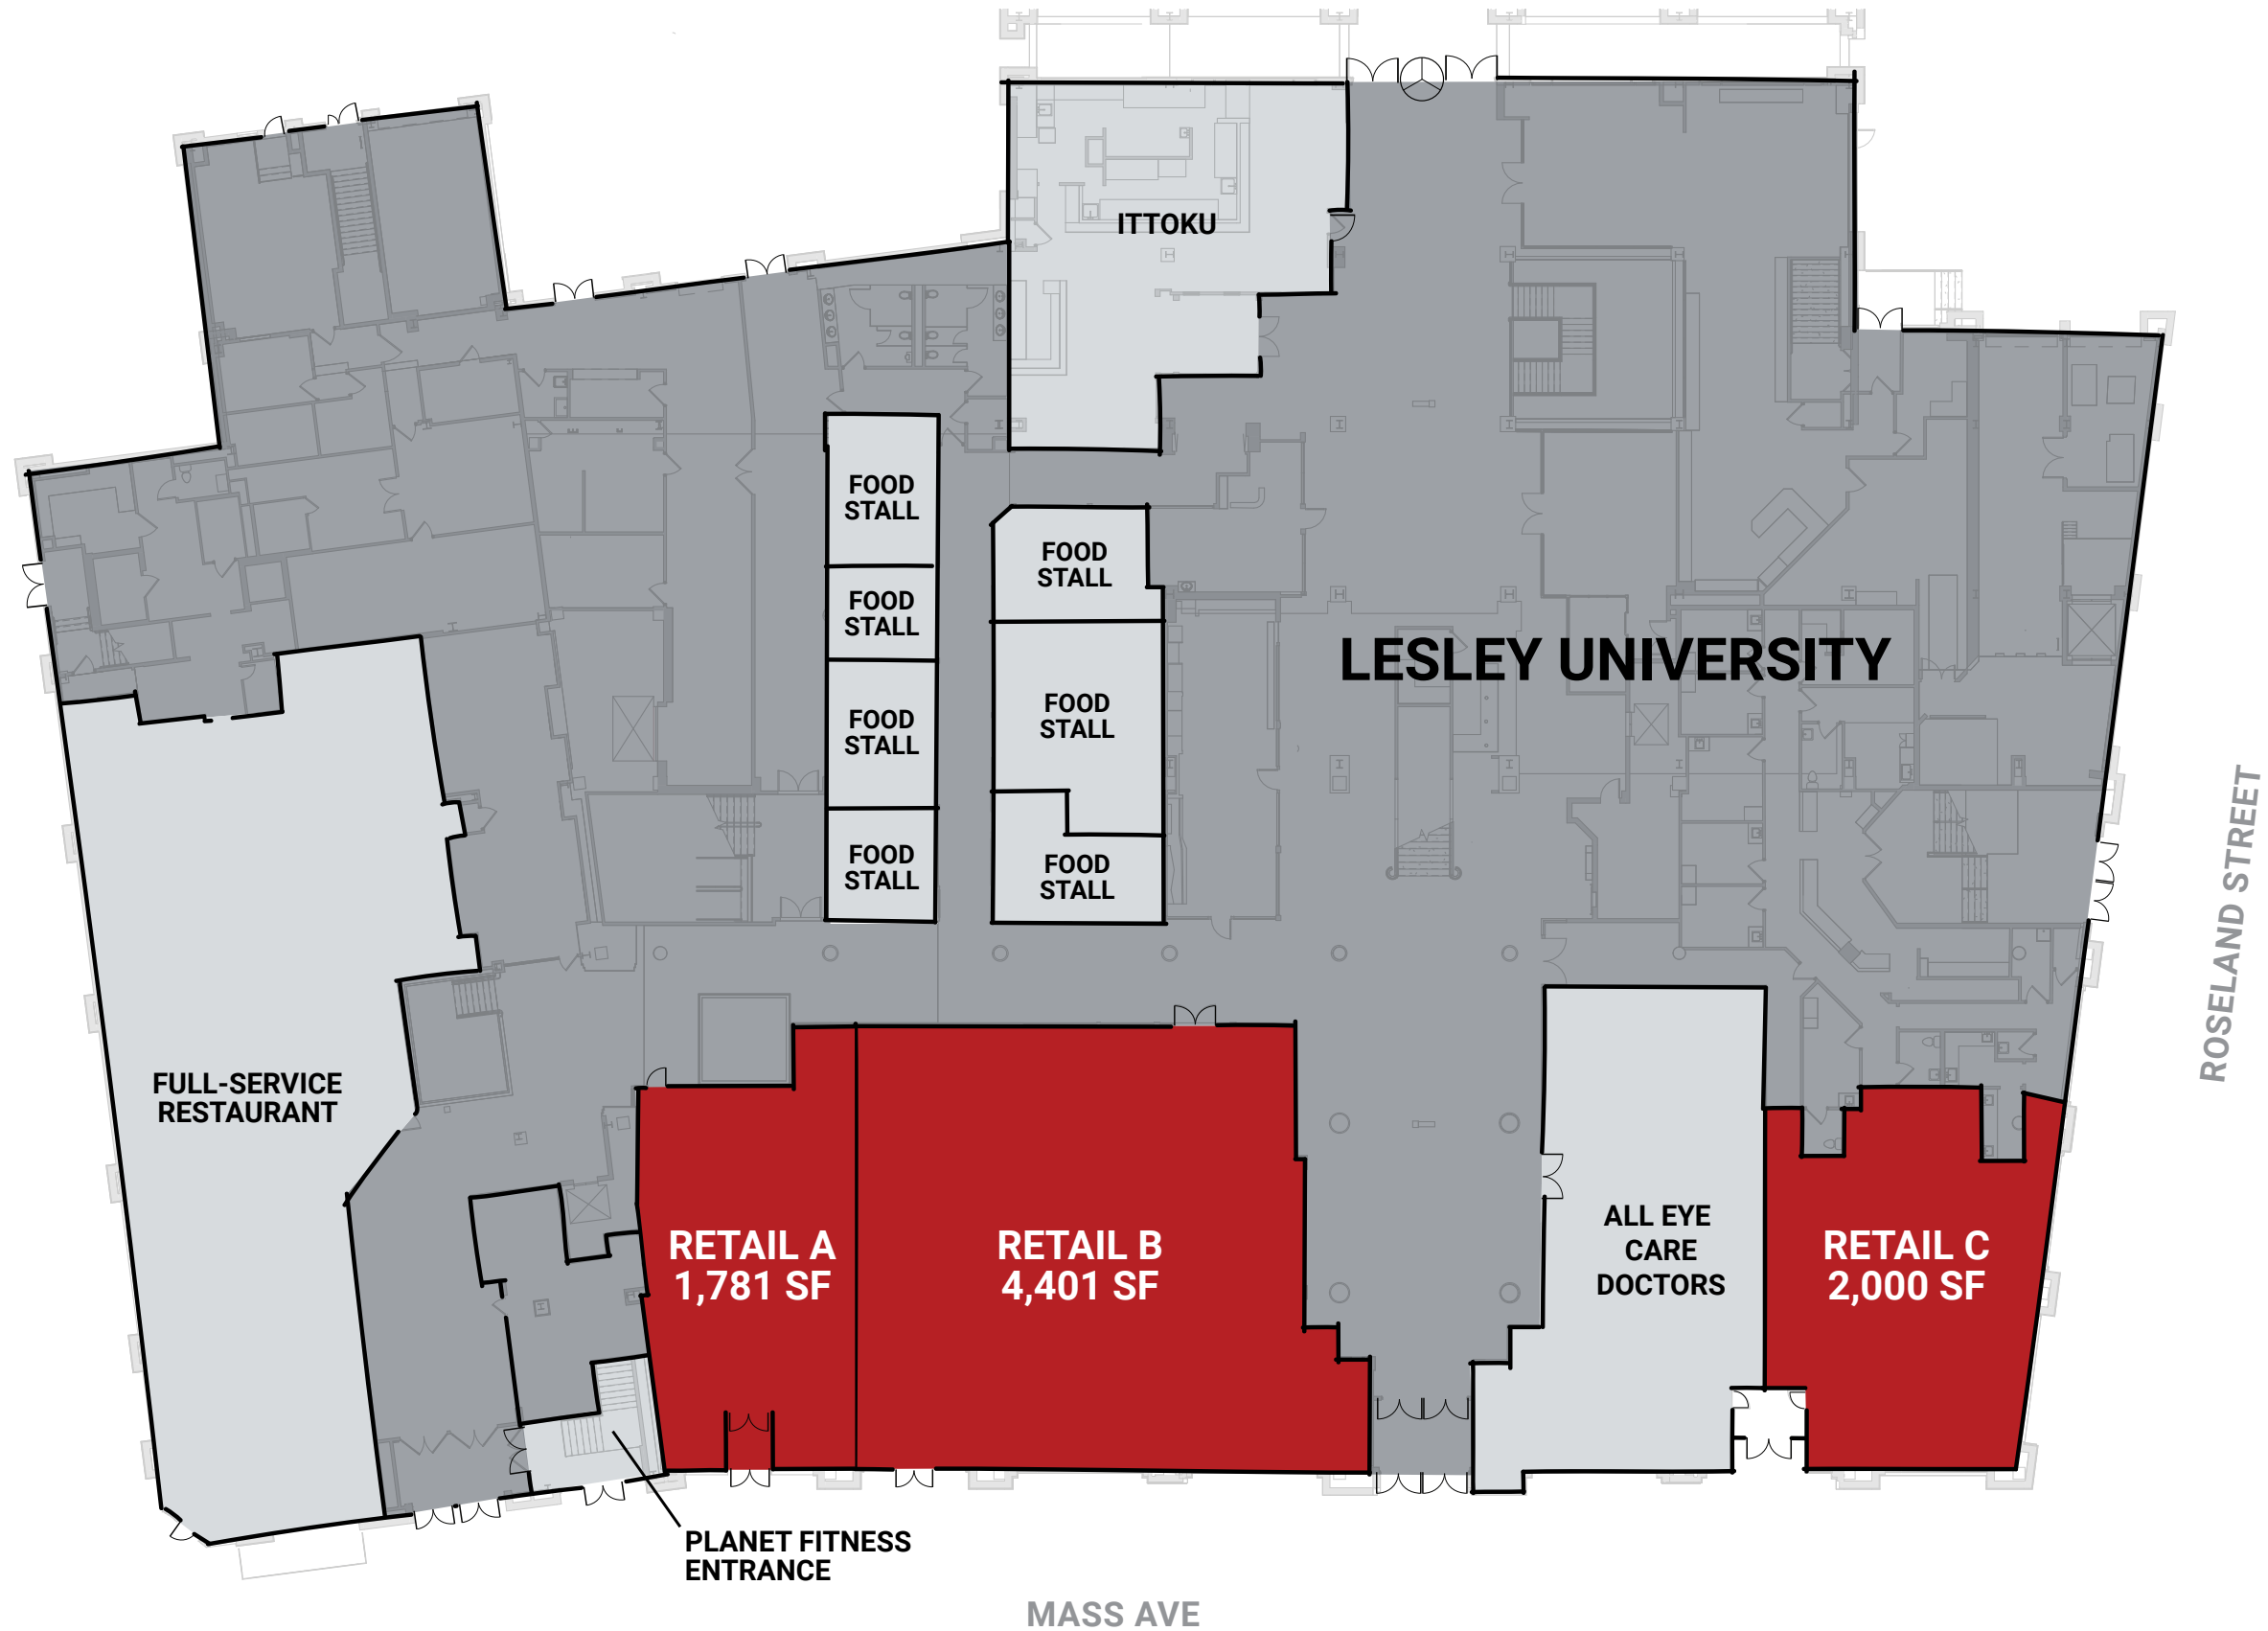 ITTOKU
FOOD
STALL
FOOD
STALL
FOOD
STALL
FOOD
STALL
FOOD
STALL
FOOD
STALL
FOOD
STALL
LESLEY UNIVERSITY
ROSELAND STREET
FULL-SERVICE
RESTAURANT
RETAIL A
1,781 SF
RETAIL B
4,401 SF
ALL EYE
CARE
DOCTORS
RETAIL C
2,000 SF
PLANET FITNESS
ENTRANCE
MASS AVE